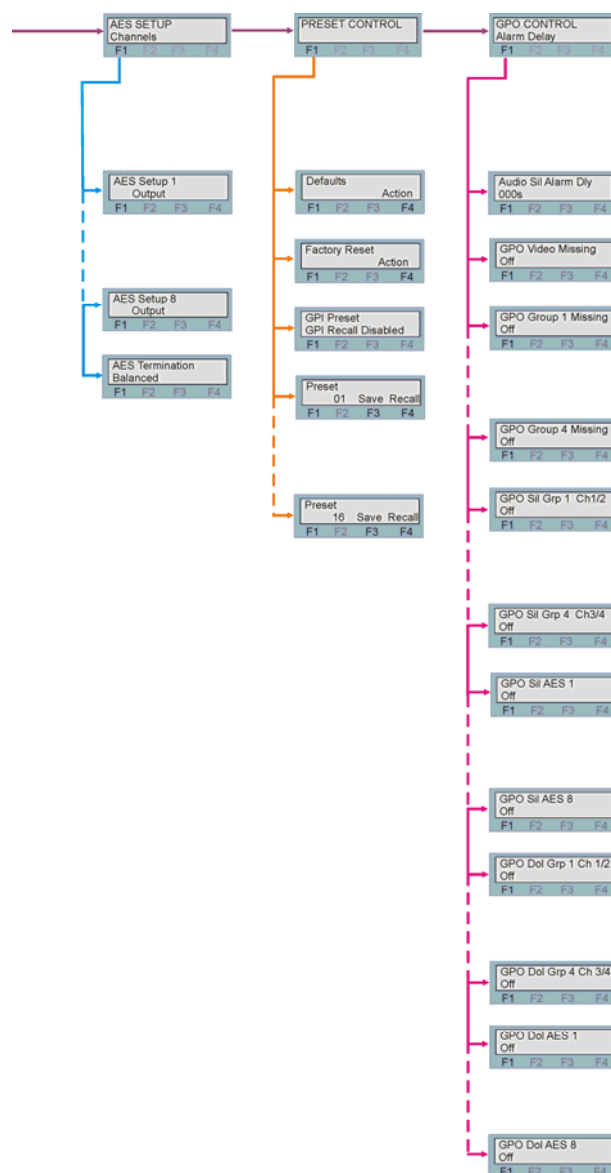 AES SETUP
Channels
F1 F2 F3 F4
PRESET CONTROL
F1 F2 F3 F4
GPO CONTROL
Alarm Delay
F1 F2 F3 F4
AES Setup 1
Output
F1 F2 F3 F4
AES Setup 8
Output
F1 F2 F3 F4
AES Termination
Balanced
F1 F2 F3 F4
Defaults
Action
F1 F2 F3 F4
Factory Reset
Action
F1 F2 F3 F4
GPI Preset
GPI Recall Disabled
F1 F2 F3 F4
Preset
01 Save Recall
F1 F2 F3 F4
Preset
16 Save Recall
F1 F2 F3 F4
Audio Sil Alarm Dly
000s
F1 F2 F3 F4
GPO Video Missing
Off
F1 F2 F3 F4
GPO Group 1 Missing
Off
F1 F2 F3 F4
GPO Group 4 Missing
Off
F1 F2 F3 F4
GPO Sil Grp 1 Ch1/2
Off
F1 F2 F3 F4
GPO Sil Grp 4 Ch3/4
Off
F1 F2 F3 F4
GPO Sil AES 1
Off
F1 F2 F3 F4
GPO Sil AES 8
Off
F1 F2 F3 F4
GPO Dol Grp 1 Ch 1/2
Off
F1 F2 F3 F4
GPO Dol Grp 4 Ch 3/4
Off
F1 F2 F3 F4
GPO Dol AES 1
Off
F1 F2 F3 F4
GPO Dol AES 8
Off
F1 F2 F3 F4